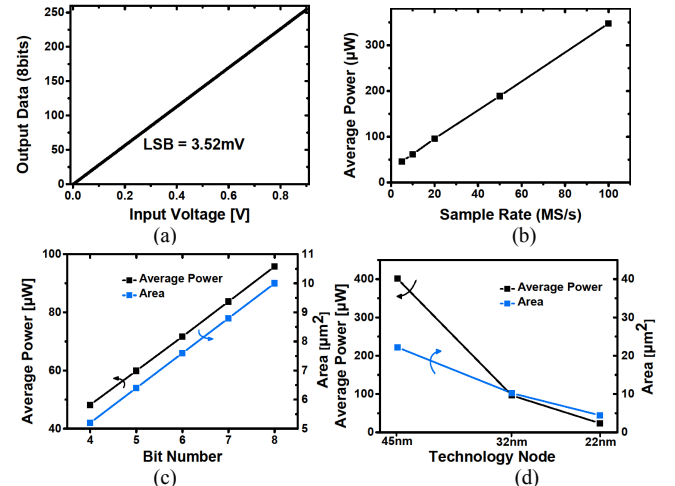 250
200
150
100
50
0
Output Data (8bits)
LSB = 3.52mV
0.0 0.2 0.4 0.6 0.8
Input Voltage [V]
(a)
300
200
100
0
Average Power (µW)
0 20 40 60 80 100
Sample Rate (MS/s)
(b)
100
80
60
40
Average Power [µW]
Average Power
Area
11
10
9
8
7
6
5
Area [µm2]
4 5 6 7 8
Bit Number
(c)
400
300
200
100
0
Average Power [µW]
Average Power
Area
40
30
20
10
0
Area [µm2]
45nm 32nm 22nm
Technology Node
(d)